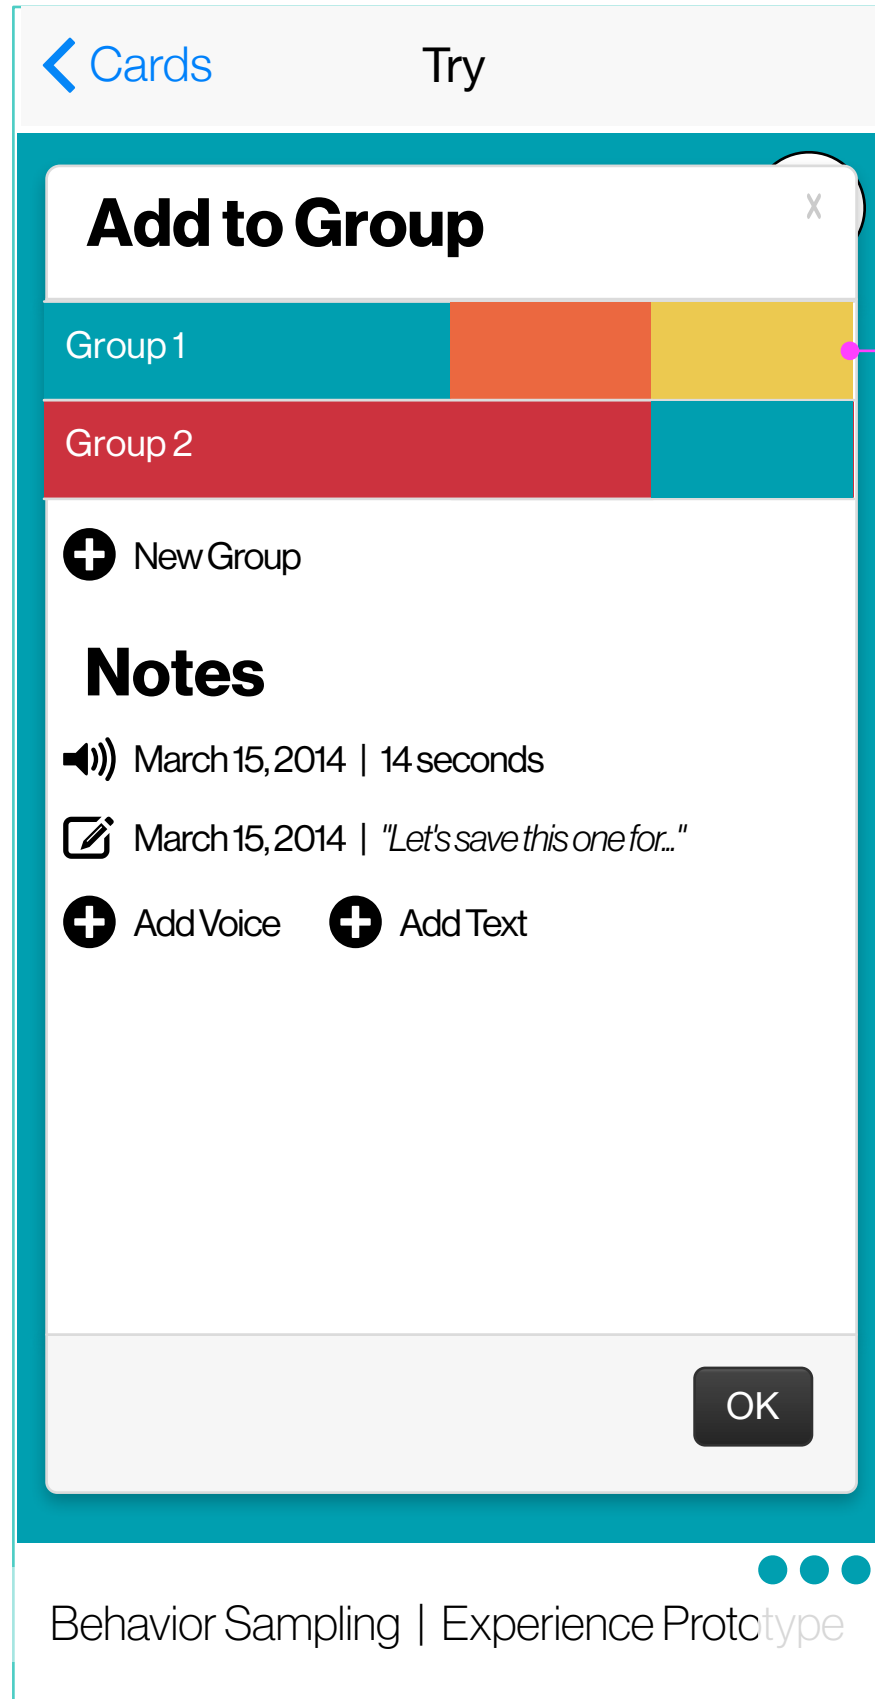 Cards Try
Add to Group X
Group 1
Group 2
New Group
Notes
March 15, 2014 | 14 seconds
March 15, 2014 | "Let's save this one for..."
Add Voice Add Text
OK
Behavior Sampling | Experience Prototype